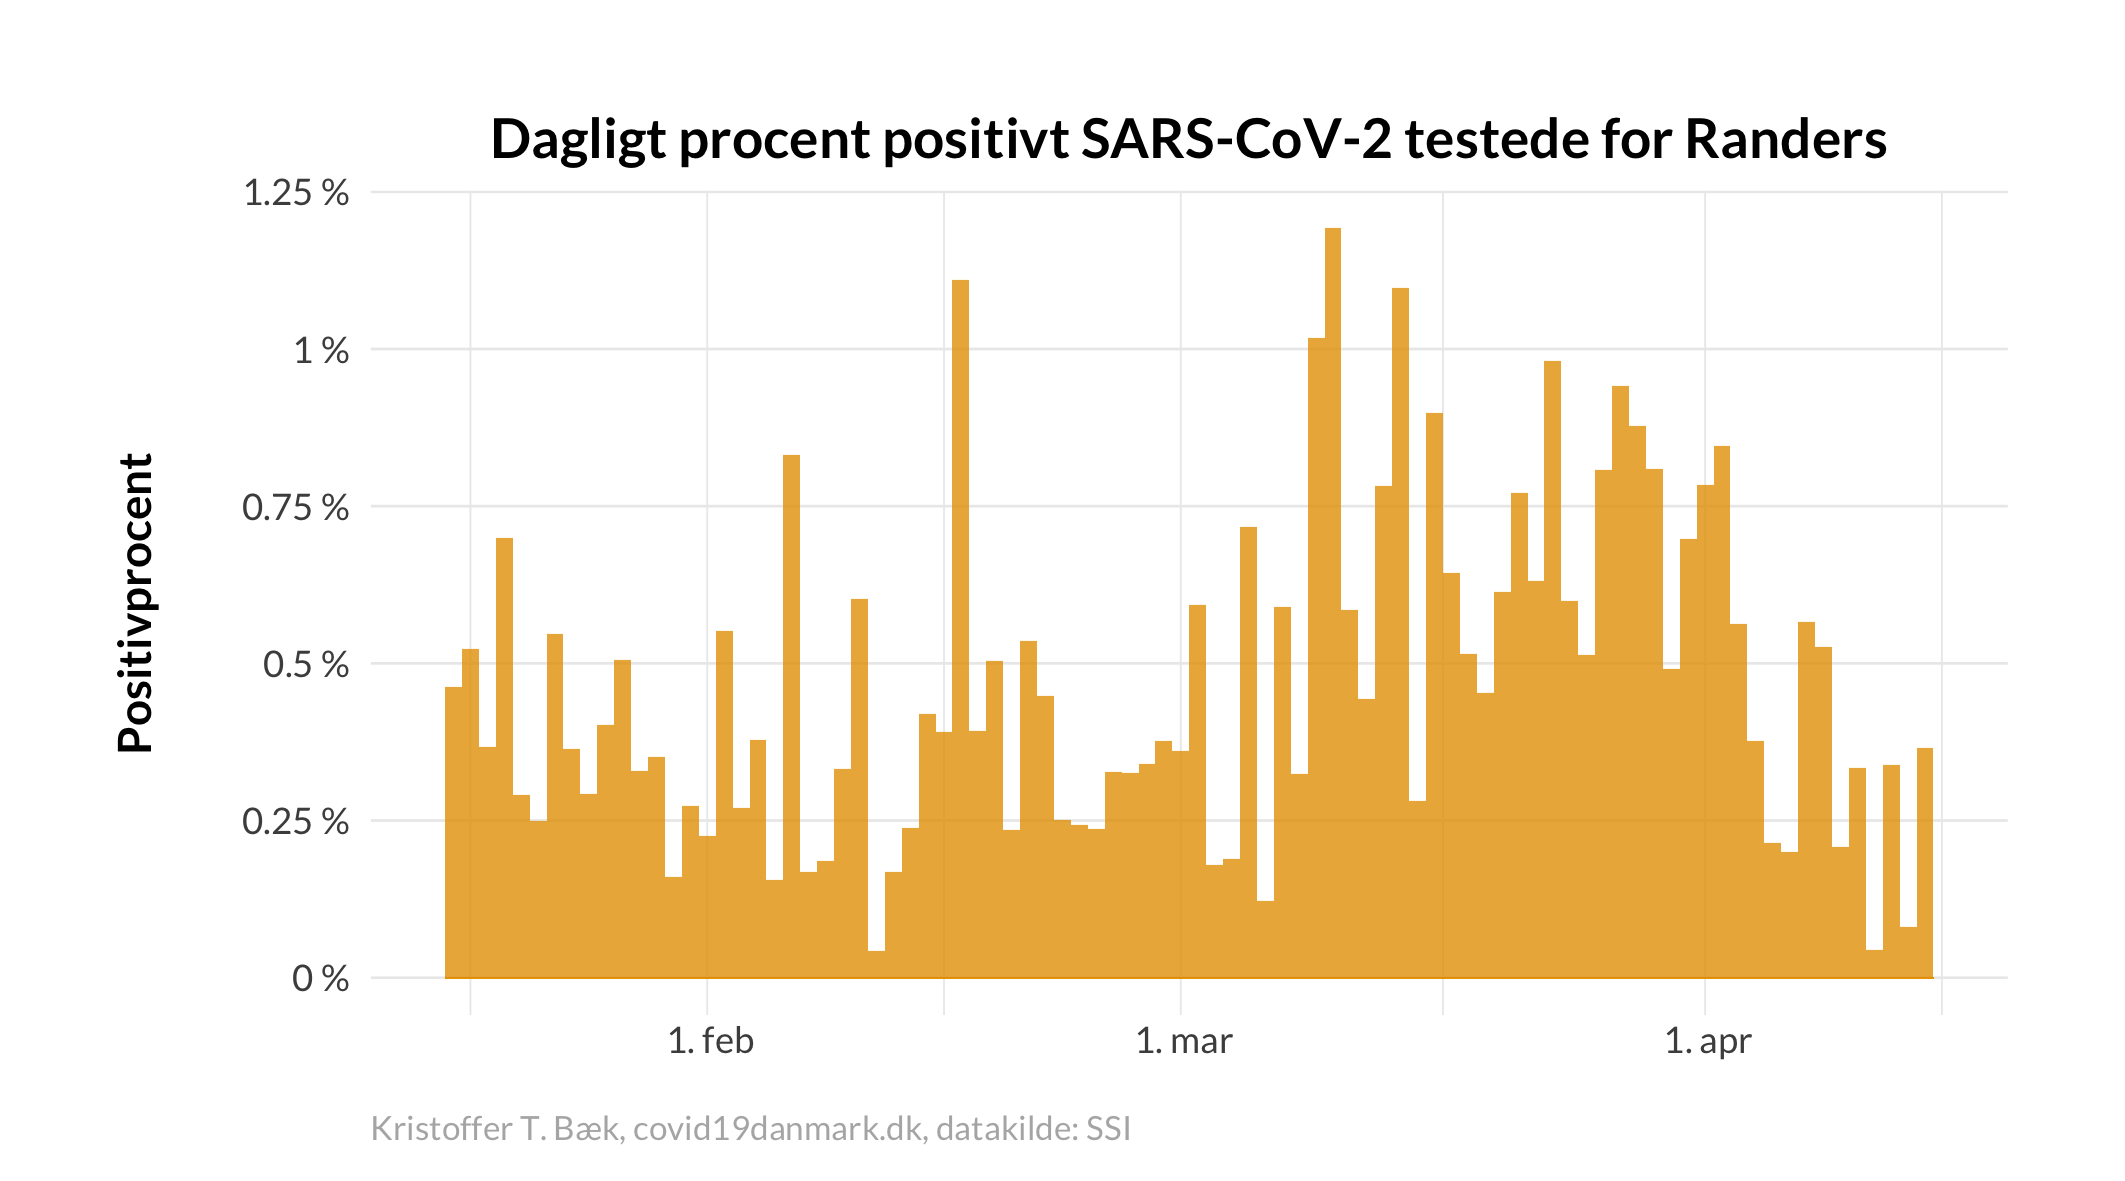 Dagligt procent positivt SARS-CoV-2 testede for Randers
Positivprocent
1.25 %
1 %
0.75 %
0.5 %
0.25 %
0 %
1. feb
1. mar
1. apr
Kristoffer T. Bæk, covid19danmark.dk, datakilde: SSI